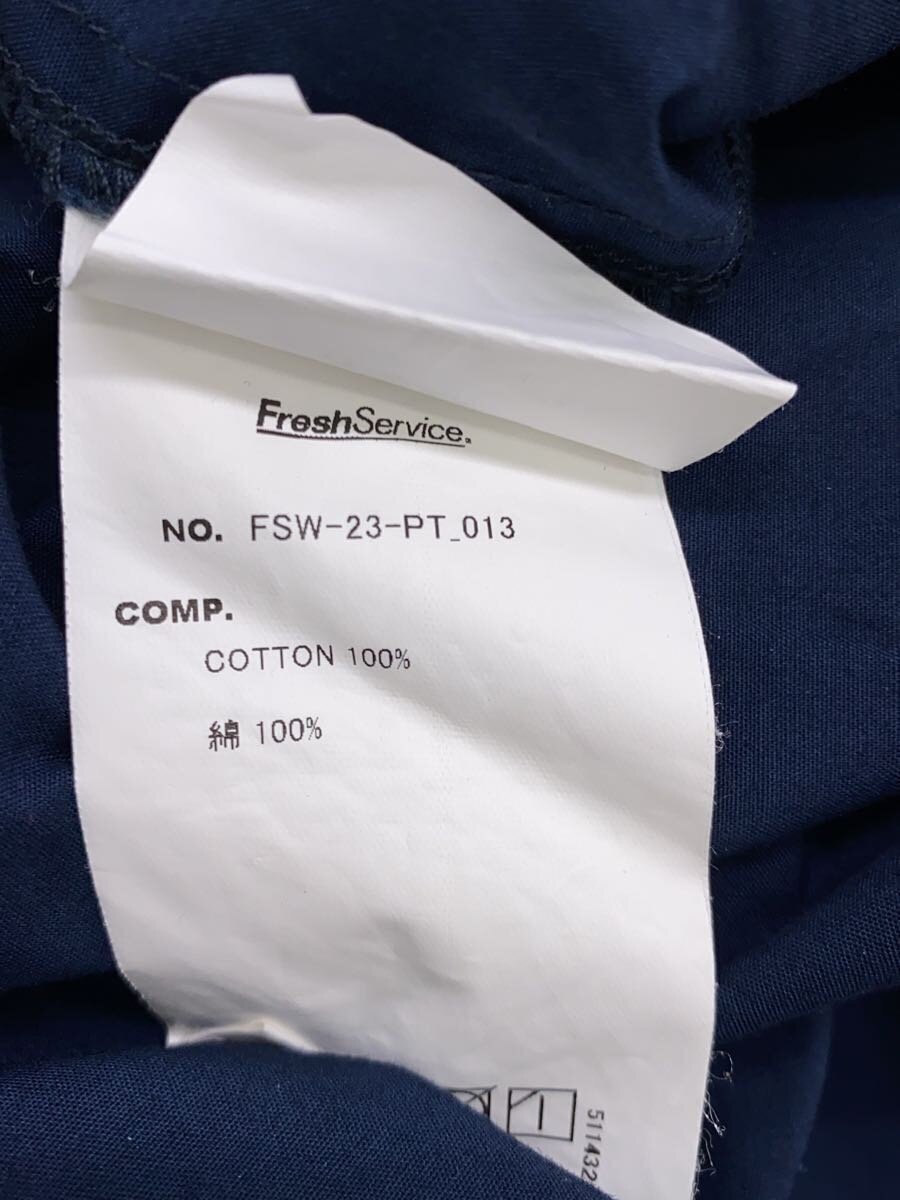 FreshService.
NO. FSW-23-PT_013
COMP.
COTTON 100%
綿 100%